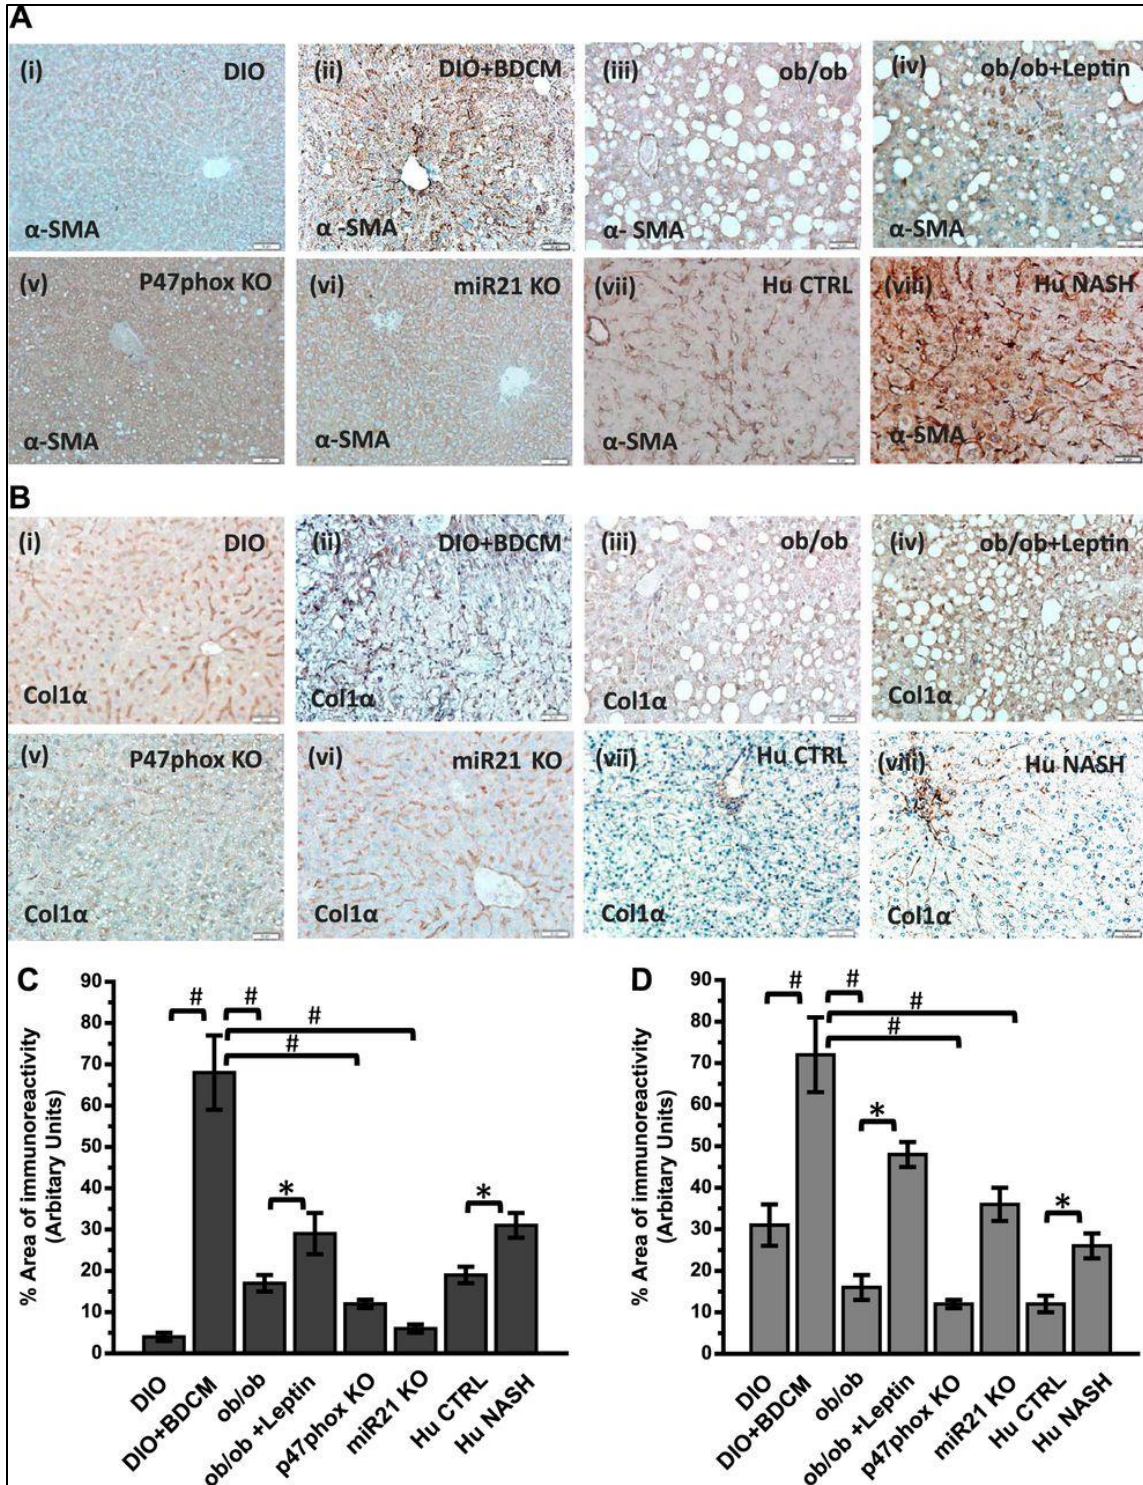 A
(i) DIO
(ii) DIO+BDCM
(iii) ob/ob
(iv) ob/ob+Leptin
α-SMA
α -SMA
α- SMA
α-SMA
(v) P47phox KO
(vi) miR21 KO
(vii) Hu CTRL
(viii) Hu NASH
α-SMA
α-SMA
α-SMA
α-SMA
B
(i) DIO
(ii) DIO+BDCM
(iii) ob/ob
(iv) ob/ob+Leptin
Col1α
Col1α
Col1α
Col1α
(v) P47phox KO
(vi) miR21 KO
(vii) Hu CTRL
(viii) Hu NASH
Col1α
Col1α
Col1α
Col1α
C
% Area of immunoreactivity
(Arbitary Units)
90
80
70
60
50
40
30
20
10
0
# #
#
#
*
*
DIO
DIO+BDCM
ob/ob
ob/ob +Leptin
p47phox KO
miR21 KO
Hu CTRL
Hu NASH
D
% Area of immunoreactivity
(Arbitary Units)
90
80
70
60
50
40
30
20
10
0
# #
#
#
*
*
DIO
DIO+BDCM
ob/ob
ob/ob +Leptin
p47phox KO
miR21 KO
Hu CTRL
Hu NASH